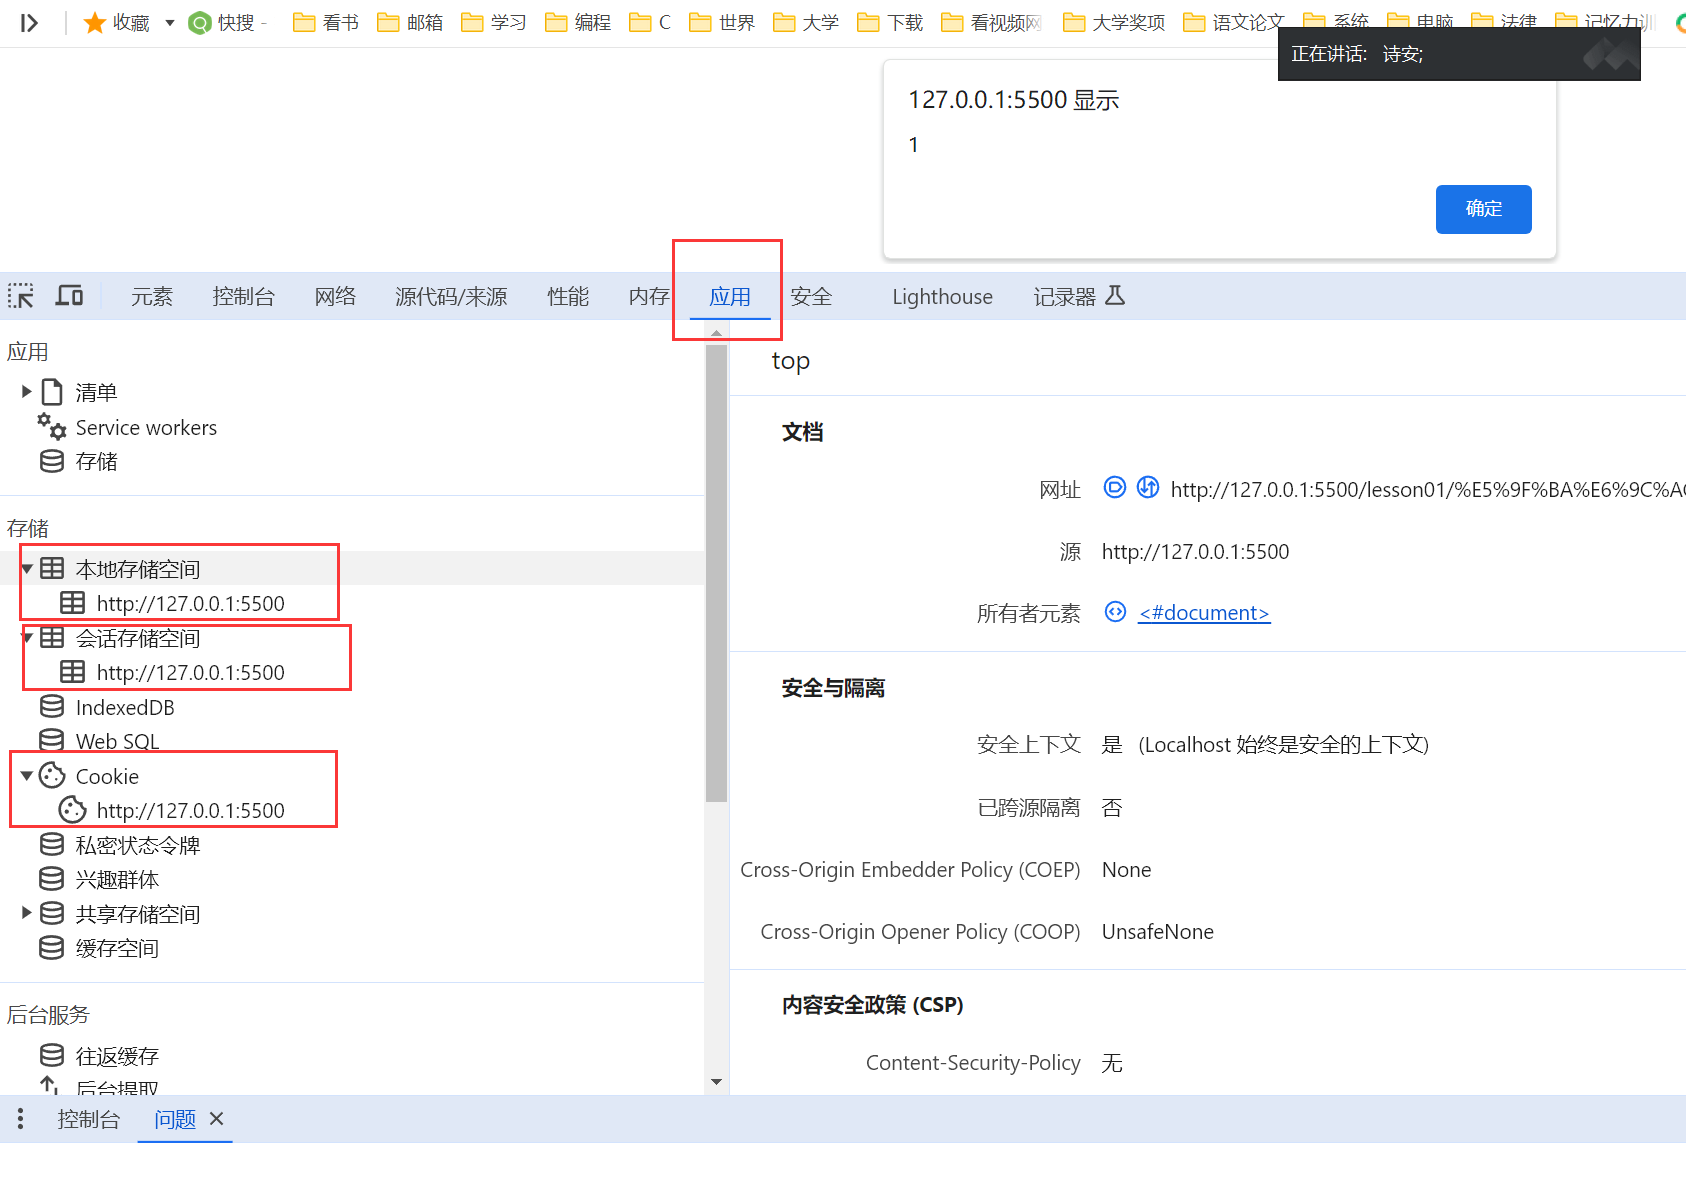 收藏 快搜 - 看书 邮箱 学习 编程 C 世界 大学 下载 看视频网 大学奖项 语文论文 系统 电脑 法律 记忆力训
正在讲话: 诗安;
127.0.0.1:5500 显示
1
确定
元素 控制台 网络 源代码/来源 性能 内存 应用 安全 Lighthouse 记录器
应用
清单
Service workers
存储
存储
本地存储空间
http://127.0.0.1:5500
会话存储空间
http://127.0.0.1:5500
IndexedDB
Web SQL
Cookie
http://127.0.0.1:5500
私密状态令牌
兴趣群体
共享存储空间
缓存空间
后台服务
往返缓存
后台提取
top
文档
网址 http://127.0.0.1:5500/lesson01/%E5%9F%BA%E6%9C%A
源 http://127.0.0.1:5500
所有者元素 <#document>
安全与隔离
安全上下文 是 (Localhost 始终是安全的上下文)
已跨源隔离 否
Cross-Origin Embedder Policy (COEP) None
Cross-Origin Opener Policy (COOP) UnsafeNone
内容安全政策 (CSP)
Content-Security-Policy 无
控制台 问题